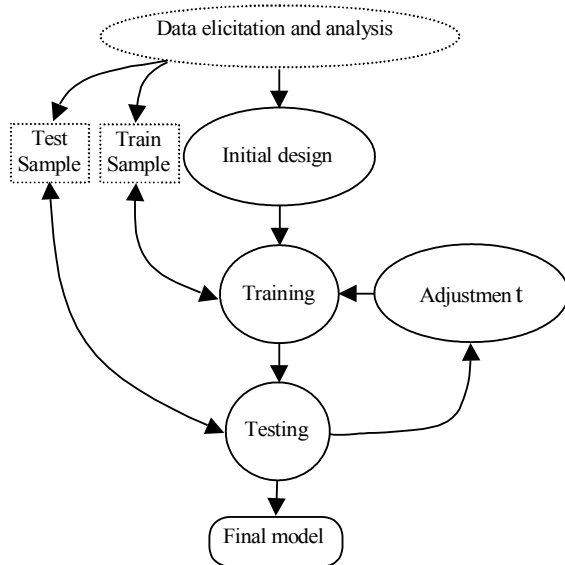 Data elicitation and analysis
Test
Sample
Train
Sample
Initial design
Training
Adjustmen t
Testing
Final model